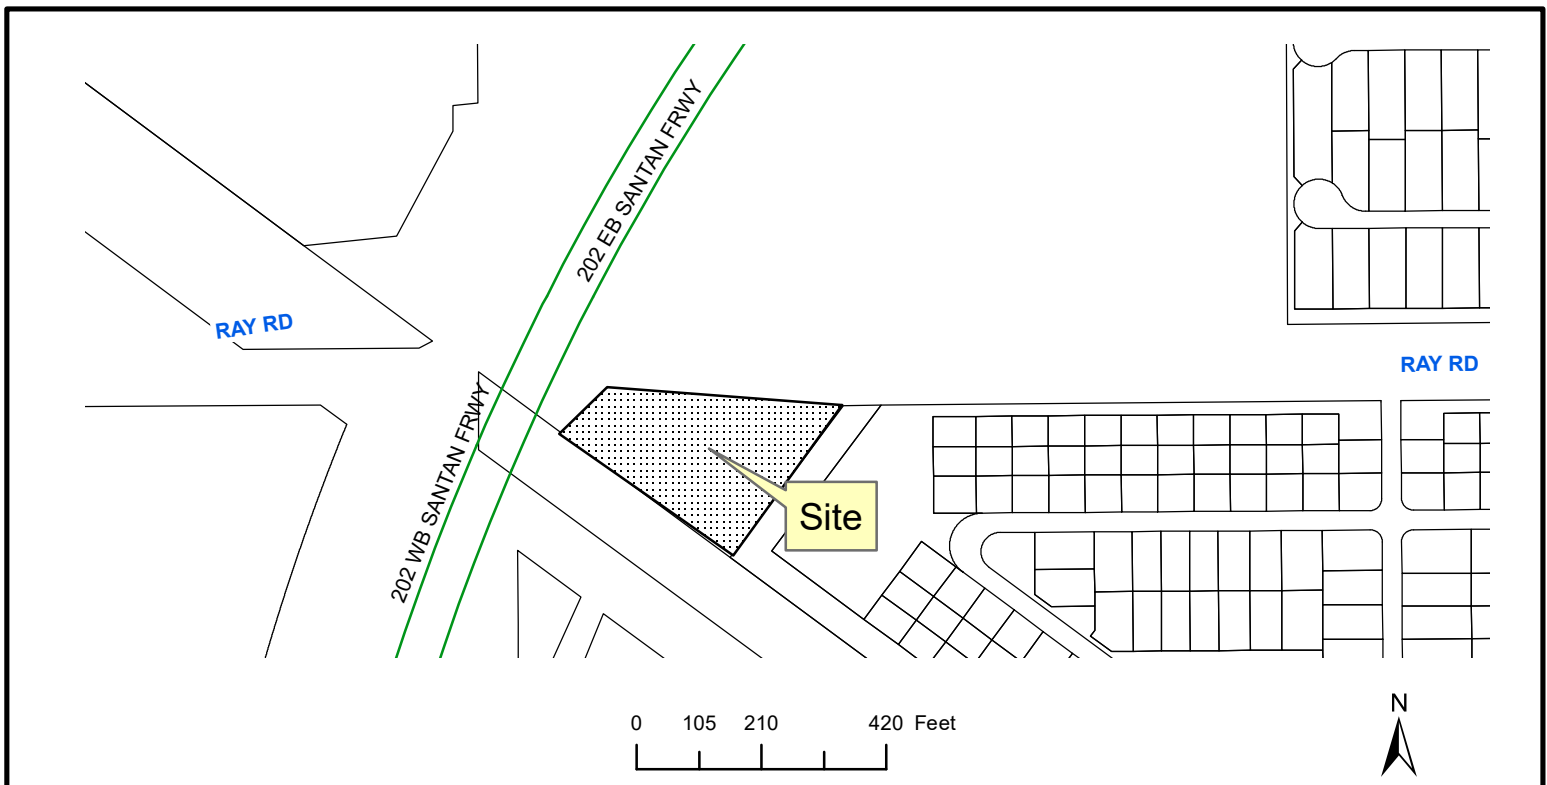 202 EB SANTAN FRWY
RAY RD
RAY RD
202 WB SANTAN FRWY
Site
0 105 210 420 Feet
N